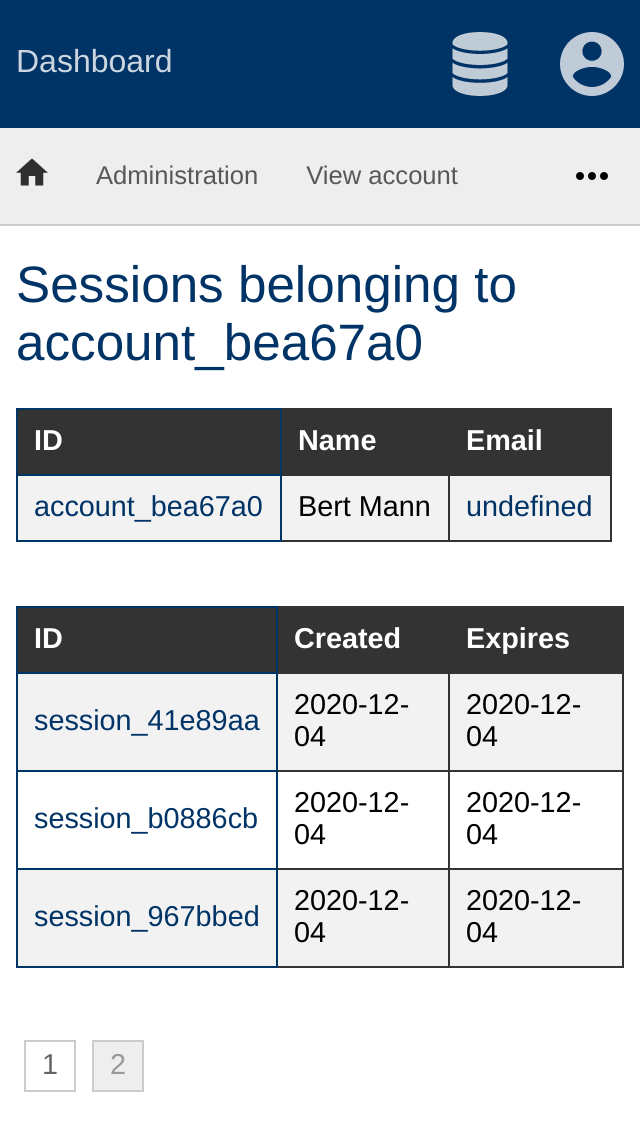 Dashboard
Administration View account
Sessions belonging to
account_bea67a0
ID Name Email
account_bea67a0 Bert Mann undefined
ID Created Expires
session_41e89aa 2020-12-04 2020-12-04
session_b0886cb 2020-12-04 2020-12-04
session_967bbed 2020-12-04 2020-12-04
1 2